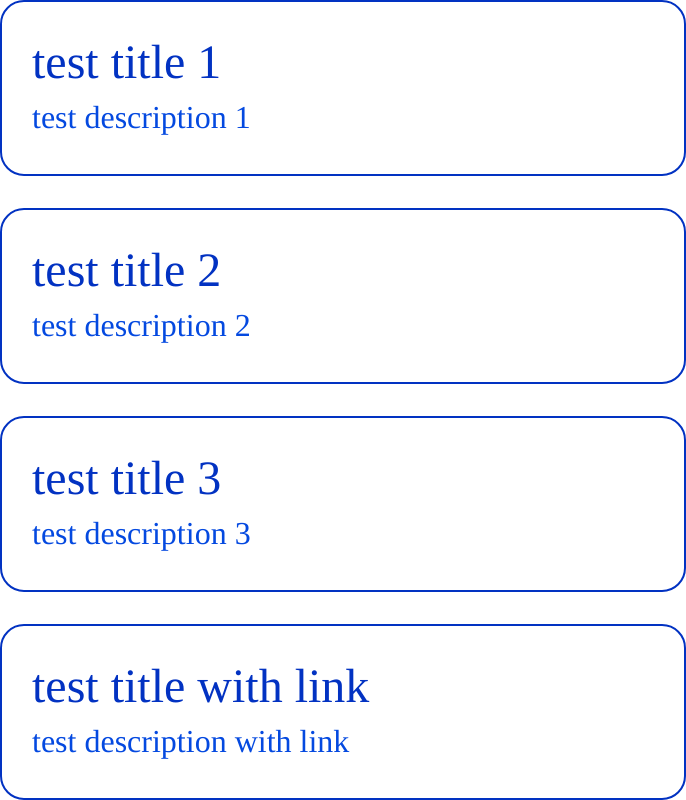 test title 1
test description 1
test title 2
test description 2
test title 3
test description 3
test title with link
test description with link